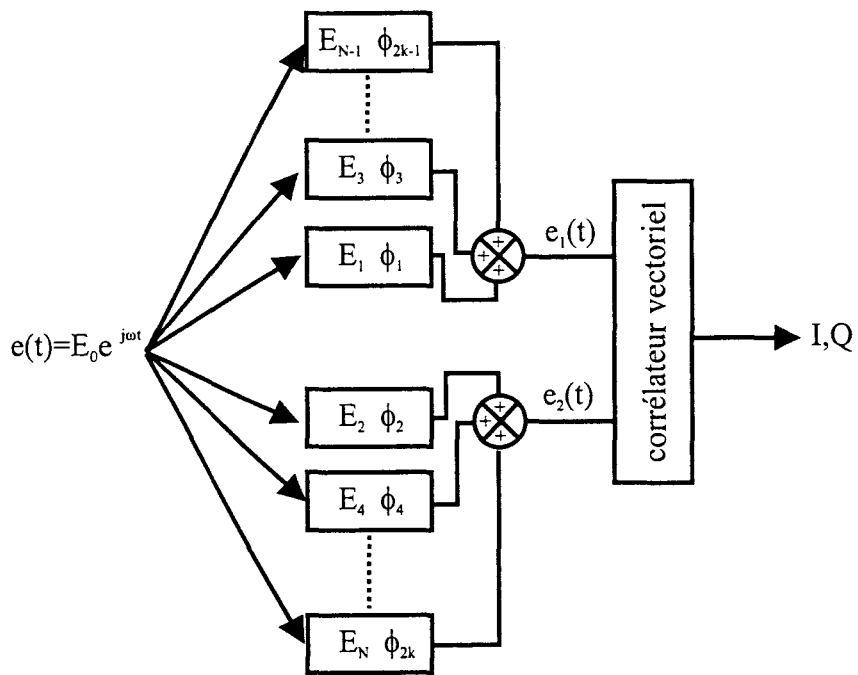 E_{N-1} ϕ_{2k-1}
E_3 ϕ_3
E_1 ϕ_1
+
+ +
+
e_1(t)
e(t)=E_0e^{jωt}
corrélateur vectoriel
I,Q
E_2 ϕ_2
+
+ +
+
e_2(t)
E_4 ϕ_4
E_N ϕ_{2k}